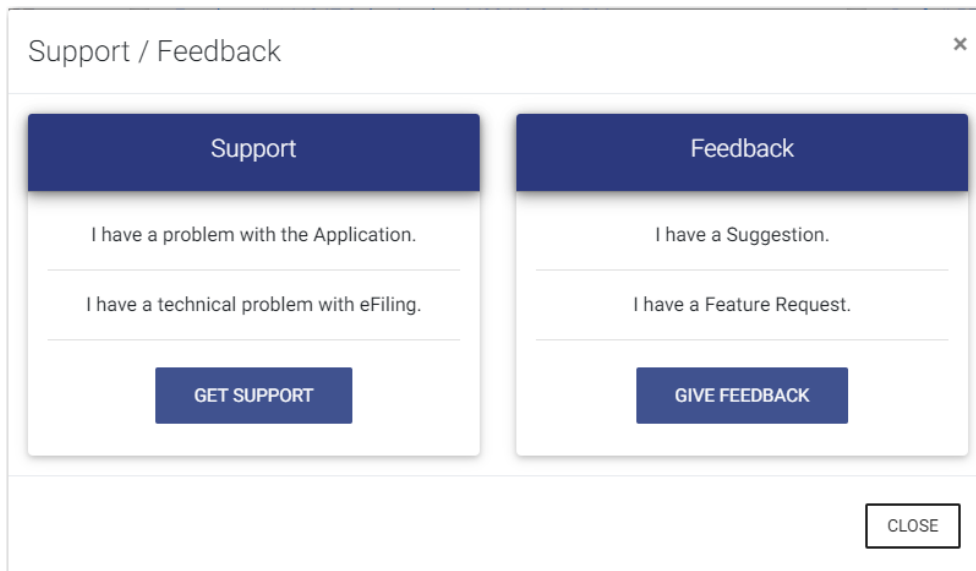 Support / Feedback
×
Support
I have a problem with the Application.
I have a technical problem with eFiling.
GET SUPPORT
Feedback
I have a Suggestion.
I have a Feature Request.
GIVE FEEDBACK
CLOSE